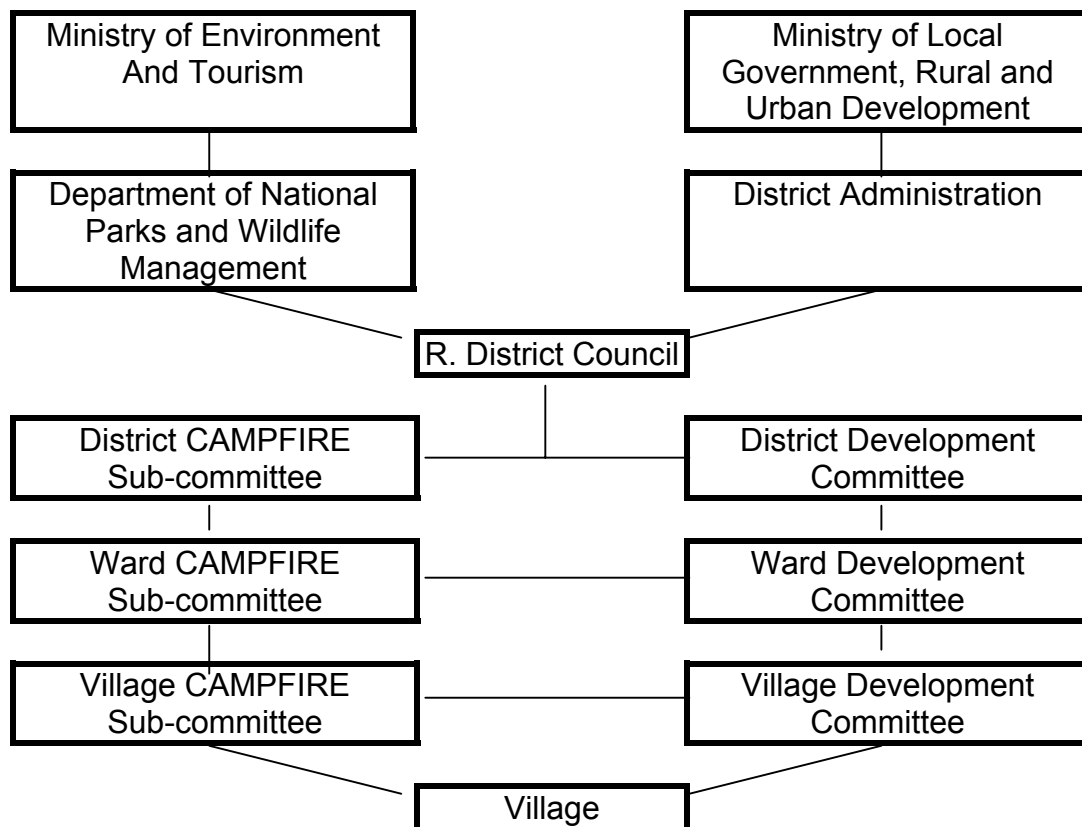 Ministry of Environment
And Tourism
Ministry of Local
Government, Rural and
Urban Development
Department of National
Parks and Wildlife
Management
District Administration
R. District Council
District CAMPFIRE
Sub-committee
District Development
Committee
Ward CAMPFIRE
Sub-committee
Ward Development
Committee
Village CAMPFIRE
Sub-committee
Village Development
Committee
Village